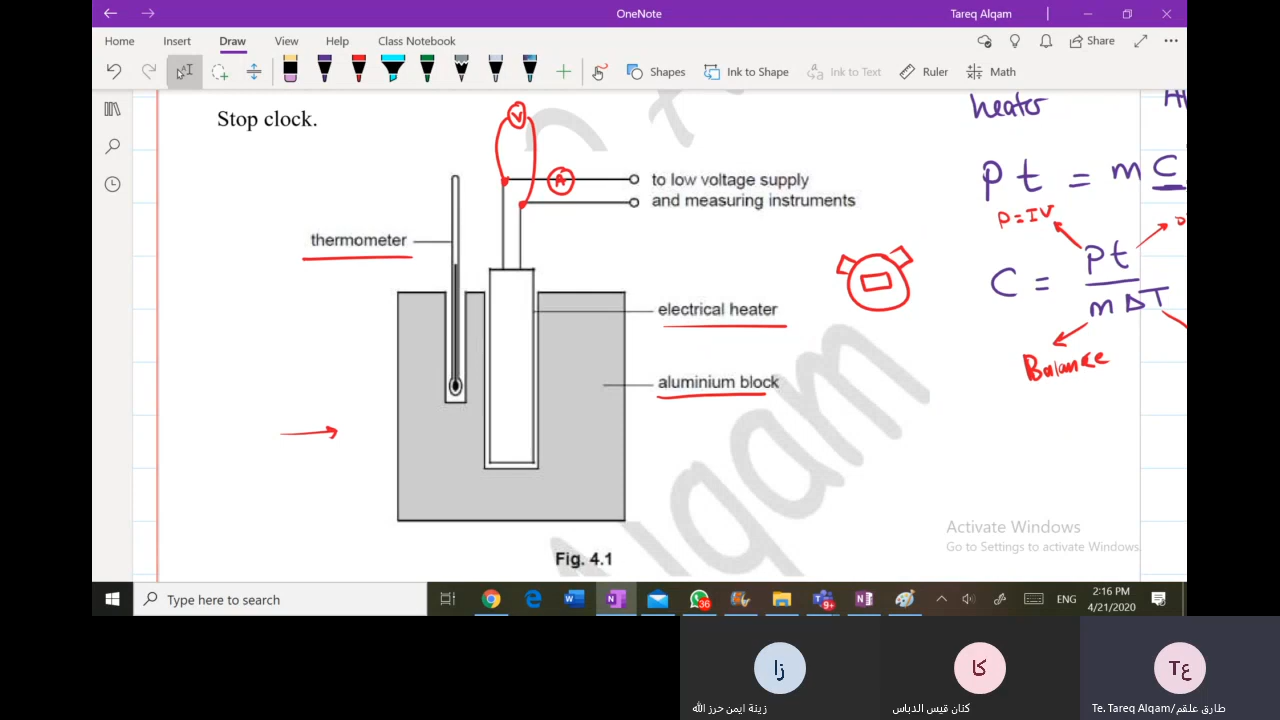 OneNote
Tareq Alqam
Home Insert Draw View Help Class Notebook
Share
Shapes Ink to Shape Ink to Text Ruler Math
Stop clock.
heater
V
A
to low voltage supply
and measuring instruments
pt = mC
P=IV
thermometer
C = pt
m ΔT
electrical heater
Balance
aluminium block
Alqam
Activate Windows
Go to Settings to activate Windows.
Fig. 4.1
Type here to search
36
9+
ENG
2:16 PM
4/21/2020
زا
كا
Tع
زينة ايمن حرز الله
كنان قيس الدباس
Te. Tareq Alqam/طارق علقم